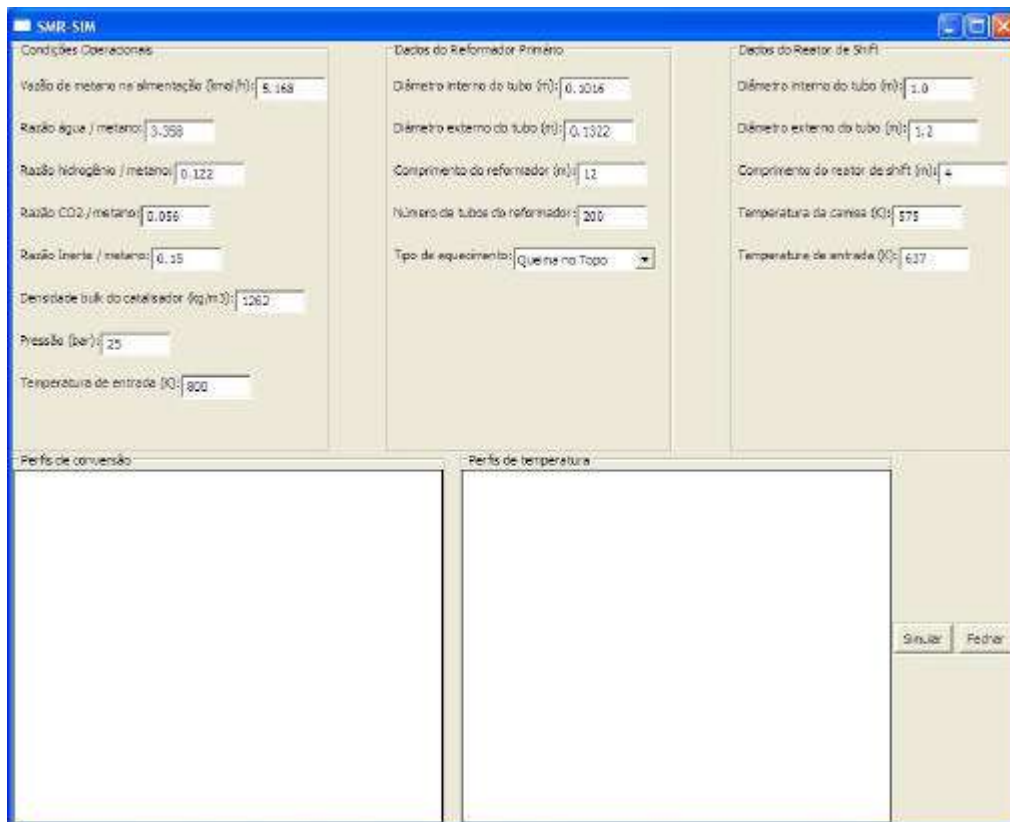 SMR-SIM
Condições Operacionais
Vazão de metano na alimentação (kmol/h): 5.168
Razão água / metano: 3.358
Razão hidrogênio / metano: 0.122
Razão CO2 / metano: 0.056
Razão Inerte / metano: 0.15
Densidade bulk do catalisador (kg/m3): 1262
Pressão (bar): 25
Temperatura de entrada (K): 800
Dados do Reformador Primário
Diâmetro interno do tubo (m): 0.1016
Diâmetro externo do tubo (m): 0.1322
Comprimento do reformador (m): 12
Número de tubos do reformador: 200
Tipo de aquecimento: Queima no Topo
Dados do Reator de Shift
Diâmetro interno do tubo (m): 1.0
Diâmetro externo do tubo (m): 1.2
Comprimento do reator de shift (m): 4
Temperatura da camisa (K): 575
Temperatura de entrada (K): 637
Perfis de conversão
Perfis de temperatura
Simular
Fechar